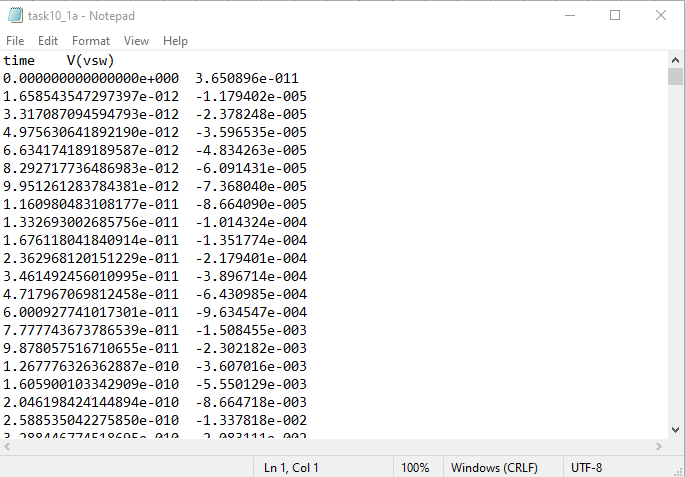 task10_1a - Notepad
File Edit Format View Help
time V(vsw)
0.000000000000000e+000 3.650896e-011
1.658543547297397e-012 -1.179402e-005
3.317087094594793e-012 -2.378248e-005
4.975630641892190e-012 -3.596535e-005
6.634174189189587e-012 -4.834263e-005
8.292717736486983e-012 -6.091431e-005
9.951261283784381e-012 -7.368040e-005
1.160980483108177e-011 -8.664090e-005
1.332693002685756e-011 -1.014324e-004
1.676118041840914e-011 -1.351774e-004
2.362968120151229e-011 -2.179401e-004
3.461492456010995e-011 -3.896714e-004
4.717967069812458e-011 -6.430985e-004
6.000927741017301e-011 -9.634547e-004
7.777743673786539e-011 -1.508455e-003
9.878057516710655e-011 -2.302182e-003
1.267776326362887e-010 -3.607016e-003
1.605900103342909e-010 -5.550129e-003
2.046198424144894e-010 -8.664718e-003
2.588535042275850e-010 -1.337818e-002
3.288446774518695e-010 -2.083111e-002
Ln 1, Col 1 100% Windows (CRLF) UTF-8